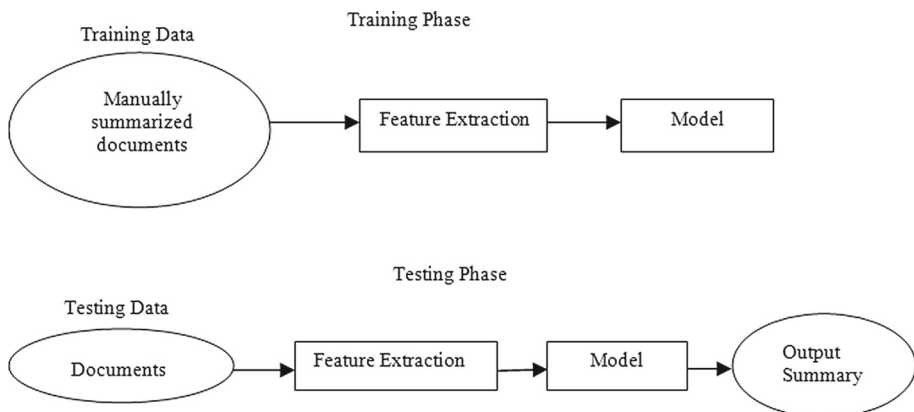 Training Phase
Training Data
Manually
summarized
documents
Feature Extraction
Model
Testing Phase
Testing Data
Documents
Feature Extraction
Model
Output
Summary